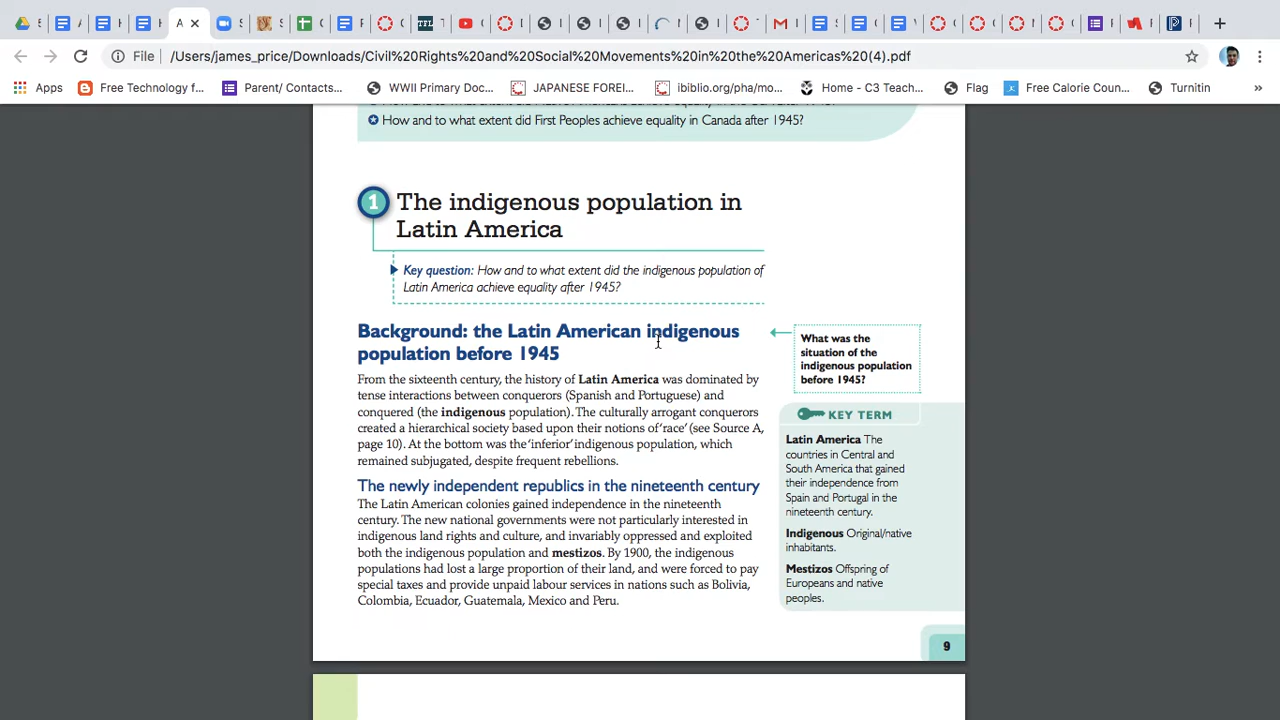 A
S
S
S
F
C
T
F
C
D
I
I
F
N
I
T
M
S
C
V
C
C
N
C
F
F
P
File
/Users/james_price/Downloads/Civil%20Rights%20and%20Social%20Movements%20in%20the%20Americas%20(4).pdf
Apps
Free Technology f...
Parent/ Contacts...
WWII Primary Doc...
JAPANESE FOREI...
ibiblio.org/pha/mo...
Home - C3 Teach...
Flag
Free Calorie Coun...
Turnitin
»
How and to what extent did First Peoples achieve equality in Canada after 1945?
1
The indigenous population in
Latin America
Key question: How and to what extent did the indigenous population of
Latin America achieve equality after 1945?
Background: the Latin American indigenous
population before 1945
What was the
situation of the
indigenous population
before 1945?
From the sixteenth century, the history of Latin America was dominated by
tense interactions between conquerors (Spanish and Portuguese) and
conquered (the indigenous population). The culturally arrogant conquerors
created a hierarchical society based upon their notions of 'race' (see Source A,
page 10). At the bottom was the 'inferior' indigenous population, which
remained subjugated, despite frequent rebellions.
The newly independent republics in the nineteenth century
The Latin American colonies gained independence in the nineteenth
century. The new national governments were not particularly interested in
indigenous land rights and culture, and invariably oppressed and exploited
both the indigenous population and mestizos. By 1900, the indigenous
populations had lost a large proportion of their land, and were forced to pay
special taxes and provide unpaid labour services in nations such as Bolivia,
Colombia, Ecuador, Guatemala, Mexico and Peru.
KEY TERM
Latin America The
countries in Central and
South America that gained
their independence from
Spain and Portugal in the
nineteenth century.
Indigenous Original/native
inhabitants.
Mestizos Offspring of
Europeans and native
peoples.
9